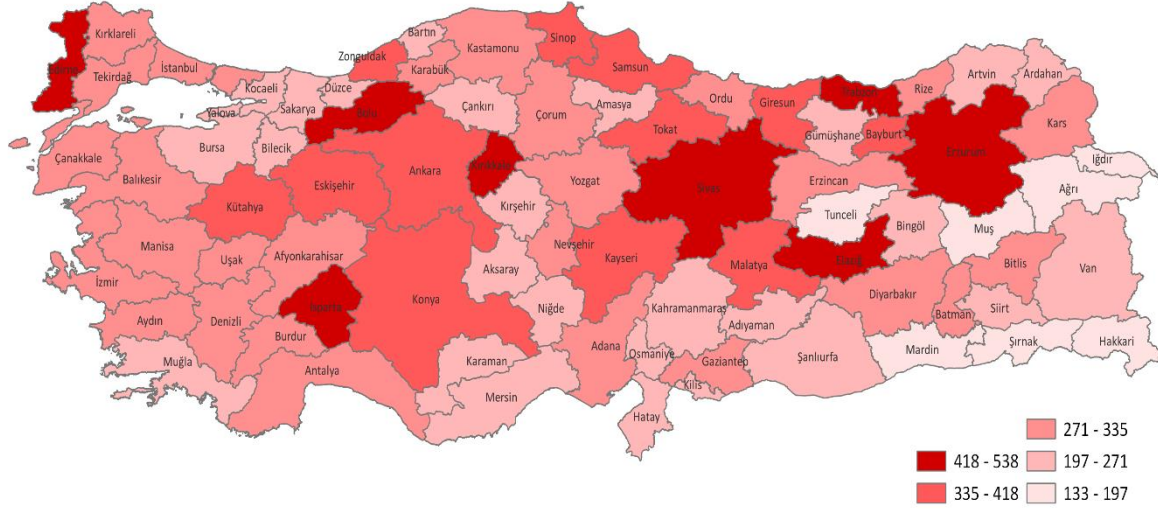 Kırklareli
Edirne
Tekirdağ
İstanbul
Kocaeli
Yalova
Sakarya
Düzce
Zonguldak
Bartın
Karabük
Kastamonu
Sinop
Samsun
Bolu
Çankırı
Çorum
Amasya
Ordu
Giresun
Trabzon
Rize
Artvin
Ardahan
Kars
Gümüşhane
Bayburt
Erzurum
Tokat
Çanakkale
Balıkesir
Bursa
Bilecik
Eskişehir
Ankara
Kırıkkale
Yozgat
Sivas
Erzincan
Iğdır
Ağrı
Kütahya
Kırşehir
Tunceli
Bingöl
Muş
Manisa
Uşak
Afyonkarahisar
Nevşehir
Kayseri
Malatya
Elazığ
Bitlis
Van
İzmir
Aksaray
Konya
Isparta
Diyarbakır
Batman
Siirt
Aydın
Denizli
Burdur
Niğde
Kahramanmaraş
Adıyaman
Muğla
Antalya
Karaman
Mersin
Adana
Osmaniye
Gaziantep
Kilis
Şanlıurfa
Mardin
Şırnak
Hakkari
Hatay
271 - 335
418 - 538
197 - 271
335 - 418
133 - 197